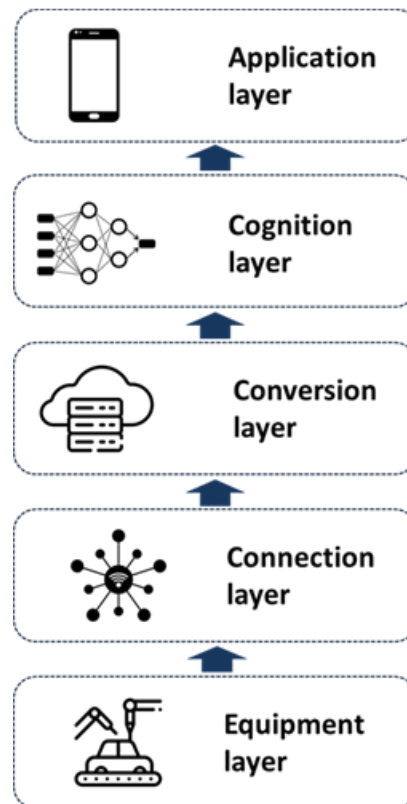 Application
layer
Cognition
layer
Conversion
layer
Connection
layer
Equipment
layer